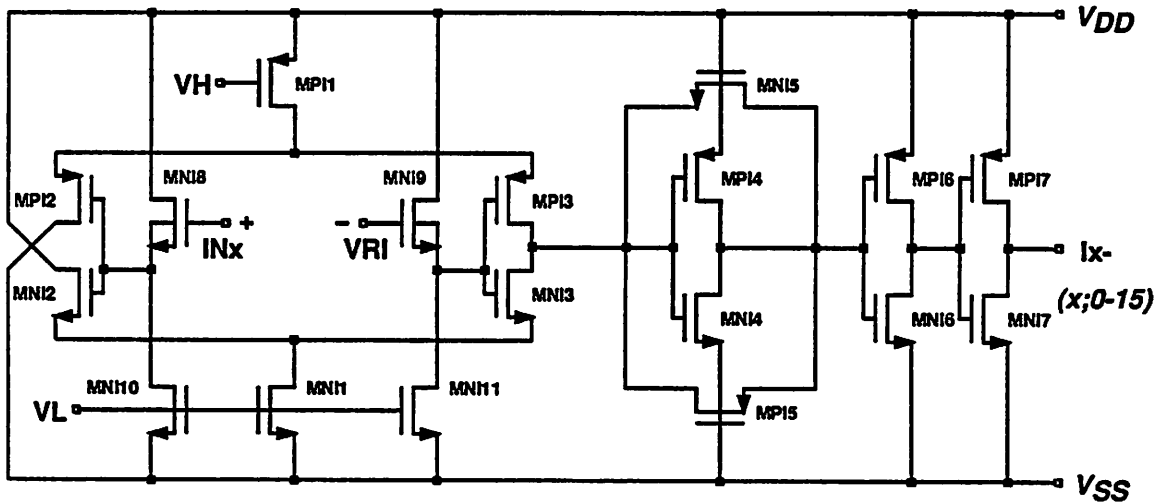 VDD
MNI5
VH
MPI1
MPI2
MNI8
MNI9
MPI3
MPI4
MPI6
MPI7
+
INx
-
VRI
Ix-
MNI2
MNI3
(x;0-15)
MNI4
MNI6
MNI7
MNI10
MNI1
MNI11
VL
MPI5
VSS